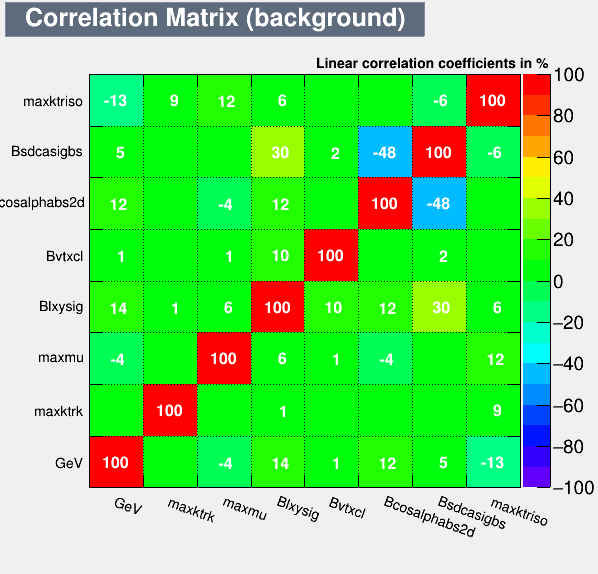 Correlation Matrix (background)
Linear correlation coefficients in %
maxktriso -13 9 12 6 -6 100
Bsdcasigbs 5 30 2 -48 100 -6
cosalphabs2d 12 -4 12 100 -48
Bvtxcl 1 1 10 100 2
Blxysig 14 1 6 100 10 12 30 6
maxmu -4 100 6 1 -4 12
maxktrk 100 1 9
GeV 100 -4 14 1 12 5 -13
GeV maxktrk maxmu Blxysig Bvtxcl Bcosalphabs2d Bsdcasigbs maxktriso
100
80
60
40
20
0
−20
−40
−60
−80
−100